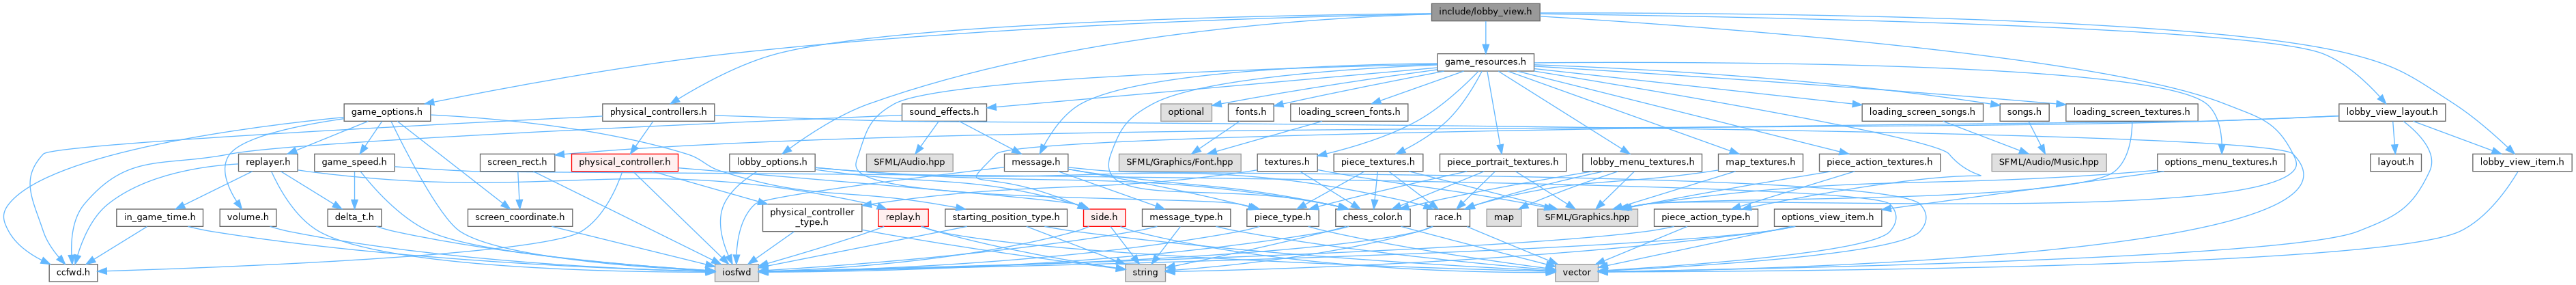 include/lobby_view.h
game_resources.h
game_options.h
physical_controllers.h
sound_effects.h
optional
fonts.h
loading_screen_fonts.h
loading_screen_songs.h
songs.h
loading_screen_textures.h
lobby_view_layout.h
replayer.h
game_speed.h
screen_rect.h
physical_controller.h
lobby_options.h
SFML/Audio.hpp
message.h
SFML/Graphics/Font.hpp
textures.h
piece_textures.h
piece_portrait_textures.h
lobby_menu_textures.h
map_textures.h
piece_action_textures.h
SFML/Audio/Music.hpp
options_menu_textures.h
layout.h
lobby_view_item.h
in_game_time.h
volume.h
delta_t.h
screen_coordinate.h
physical_controller
_type.h
replay.h
starting_position_type.h
side.h
message_type.h
piece_type.h
chess_color.h
race.h
map
SFML/Graphics.hpp
piece_action_type.h
options_view_item.h
ccfwd.h
iosfwd
string
vector